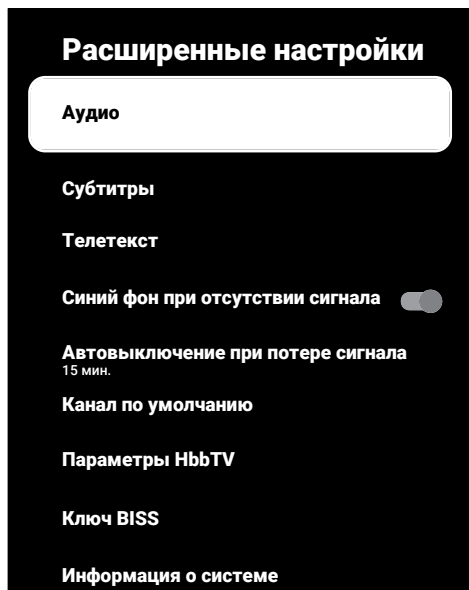 Расширенные настройки
Аудио
Субтитры
Телетекст
Синий фон при отсутствии сигнала
Автовыключение при потере сигнала
15 мин.
Канал по умолчанию
Параметры HbbTV
Ключ BISS
Информация о системе